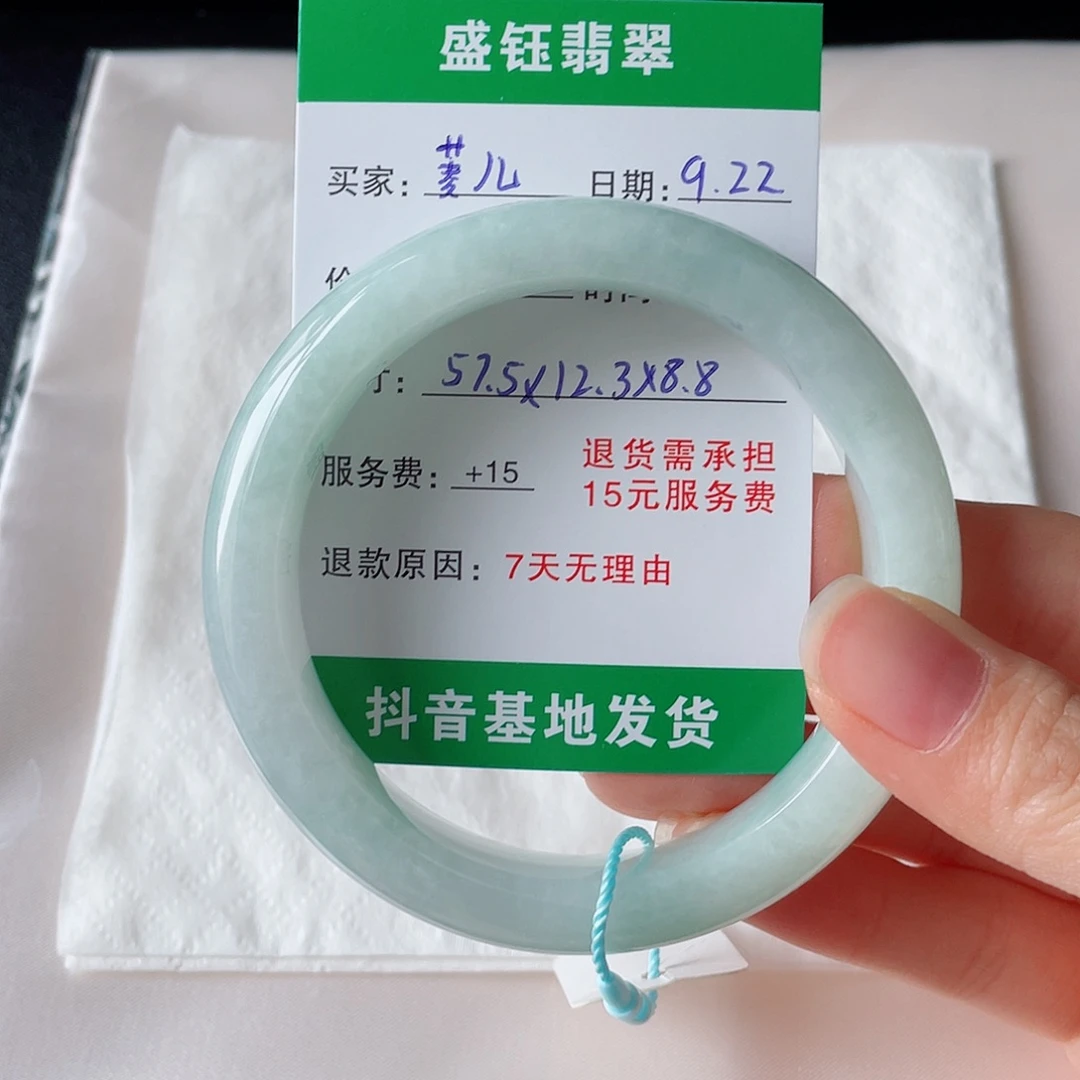 盛钰翡翠
买家: 菱儿 日期: 9.22
寸: 57.5x12.3x8.8
服务费: +15 退货需承担
15元服务费
退款原因: 7天无理由
抖音基地发货